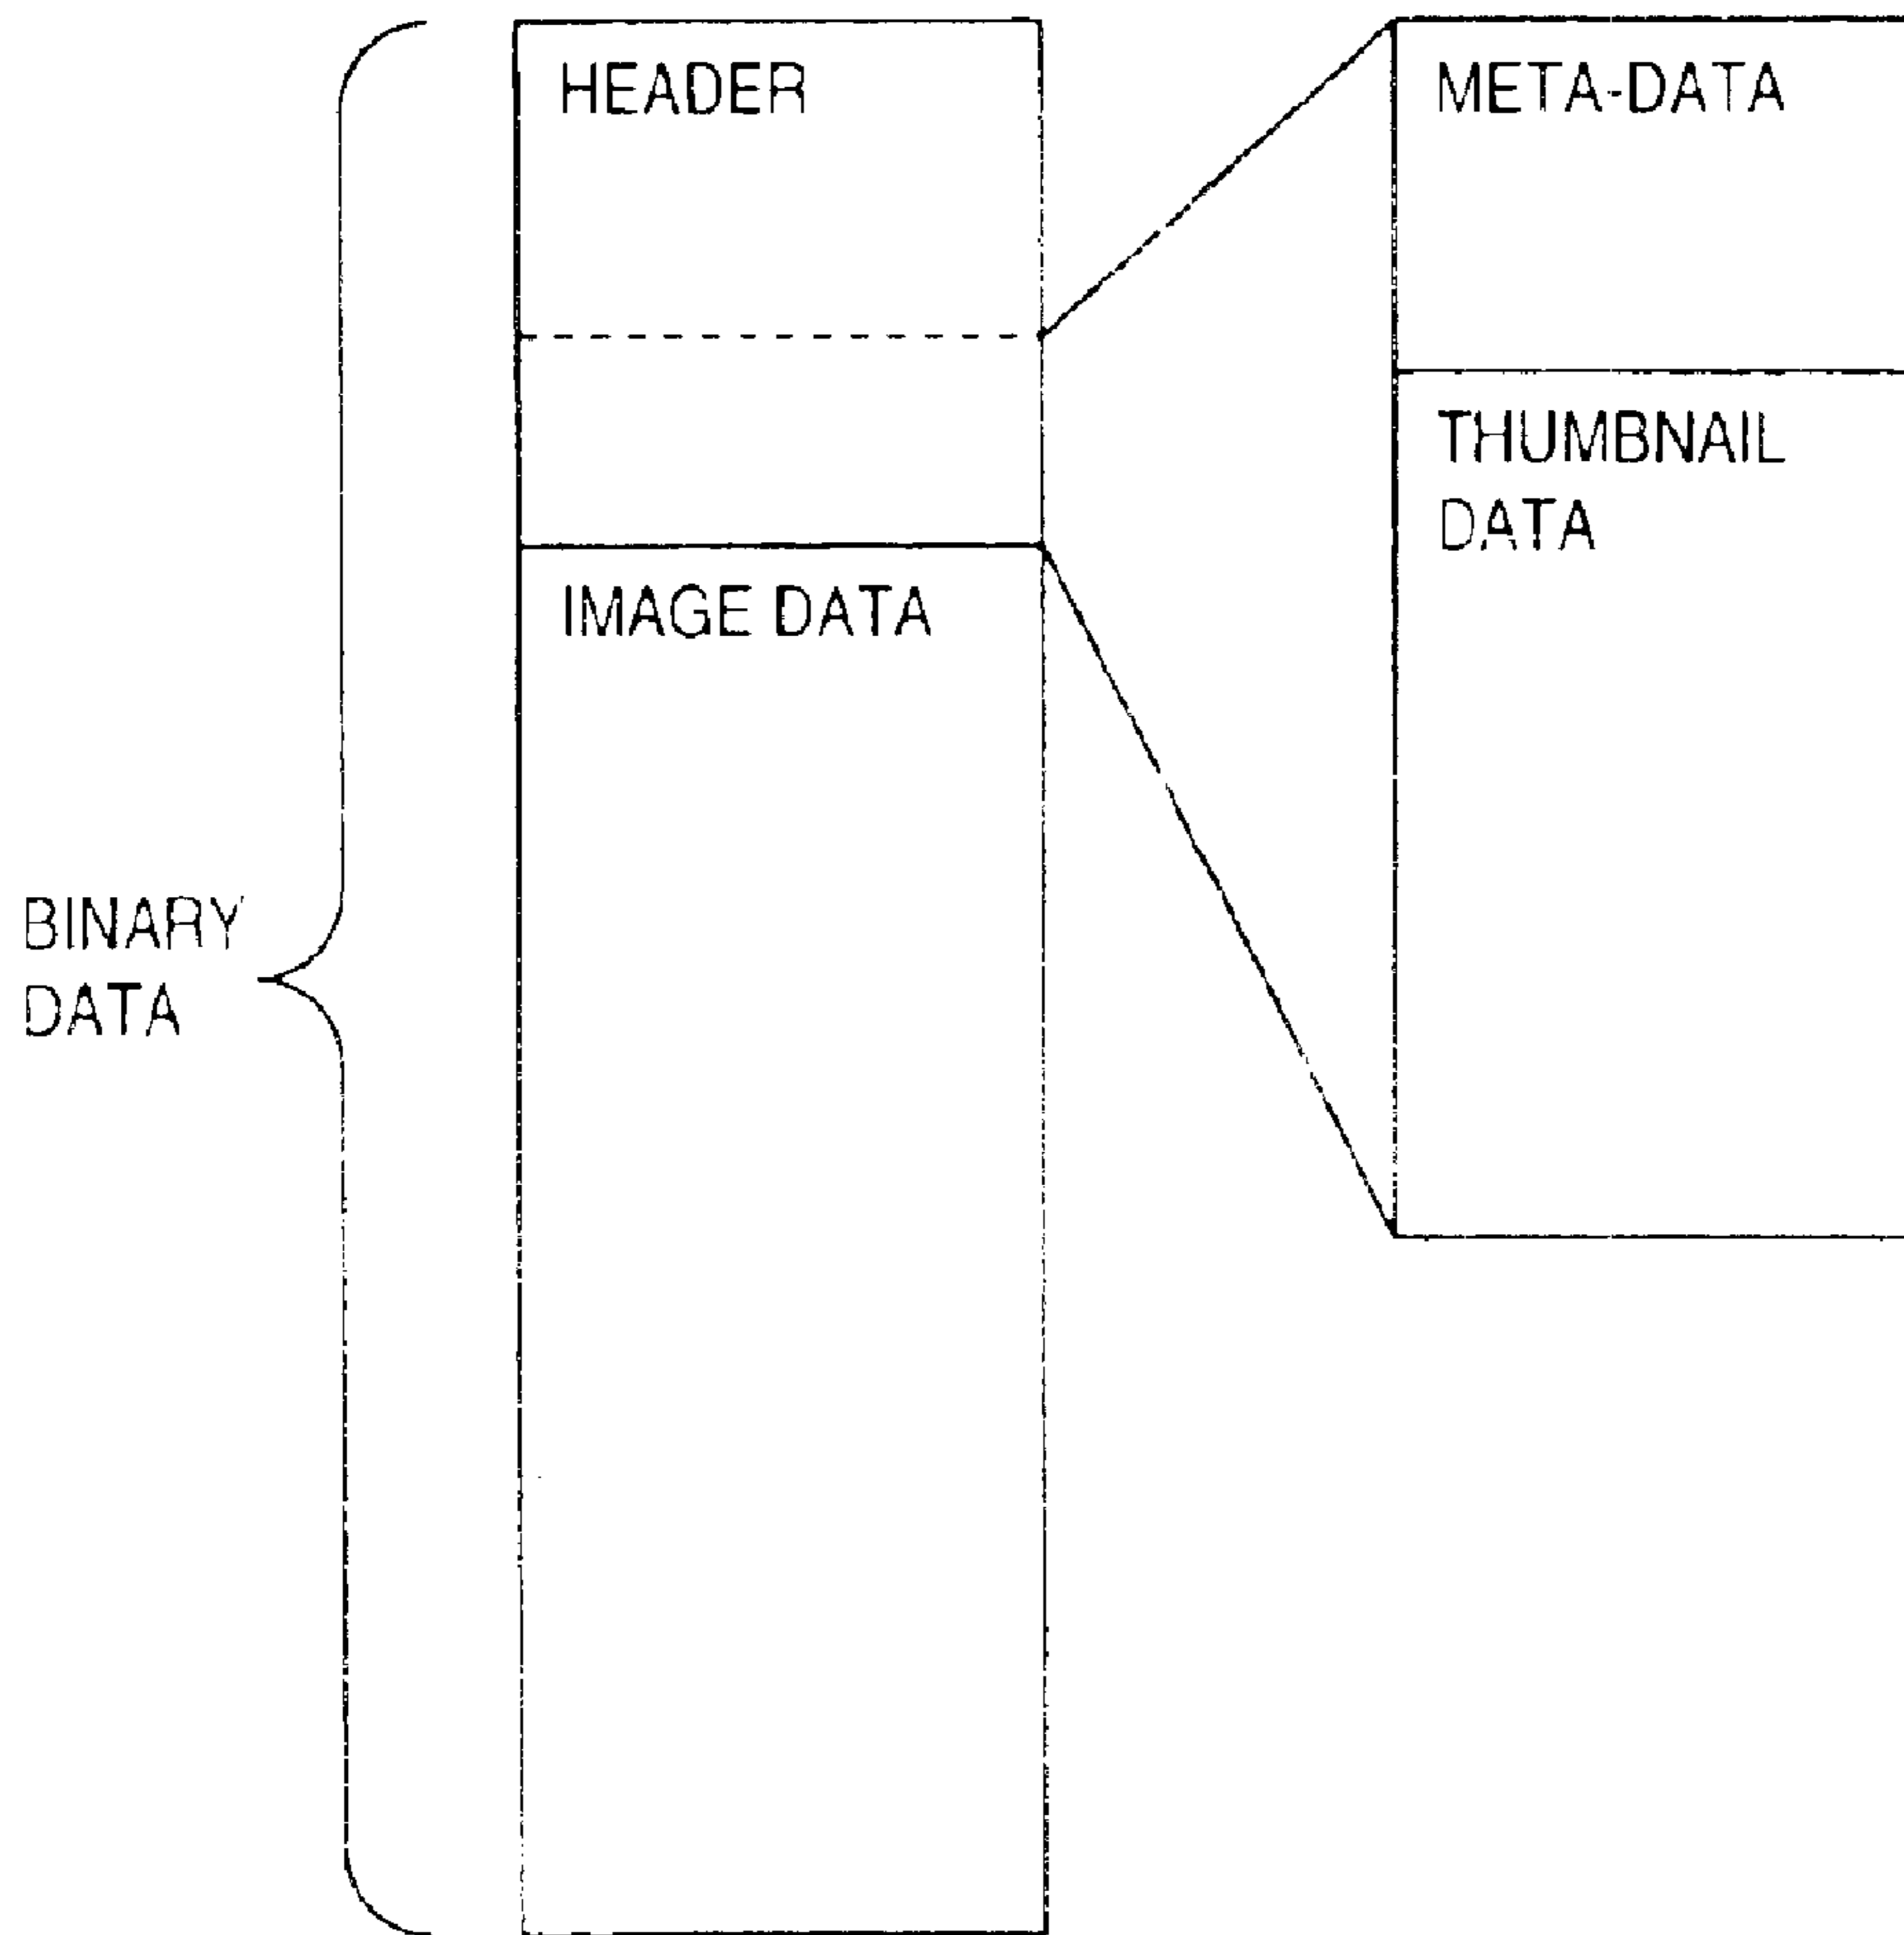 HEADER
META-DATA
THUMBNAIL
DATA
IMAGE DATA
BINARY
DATA